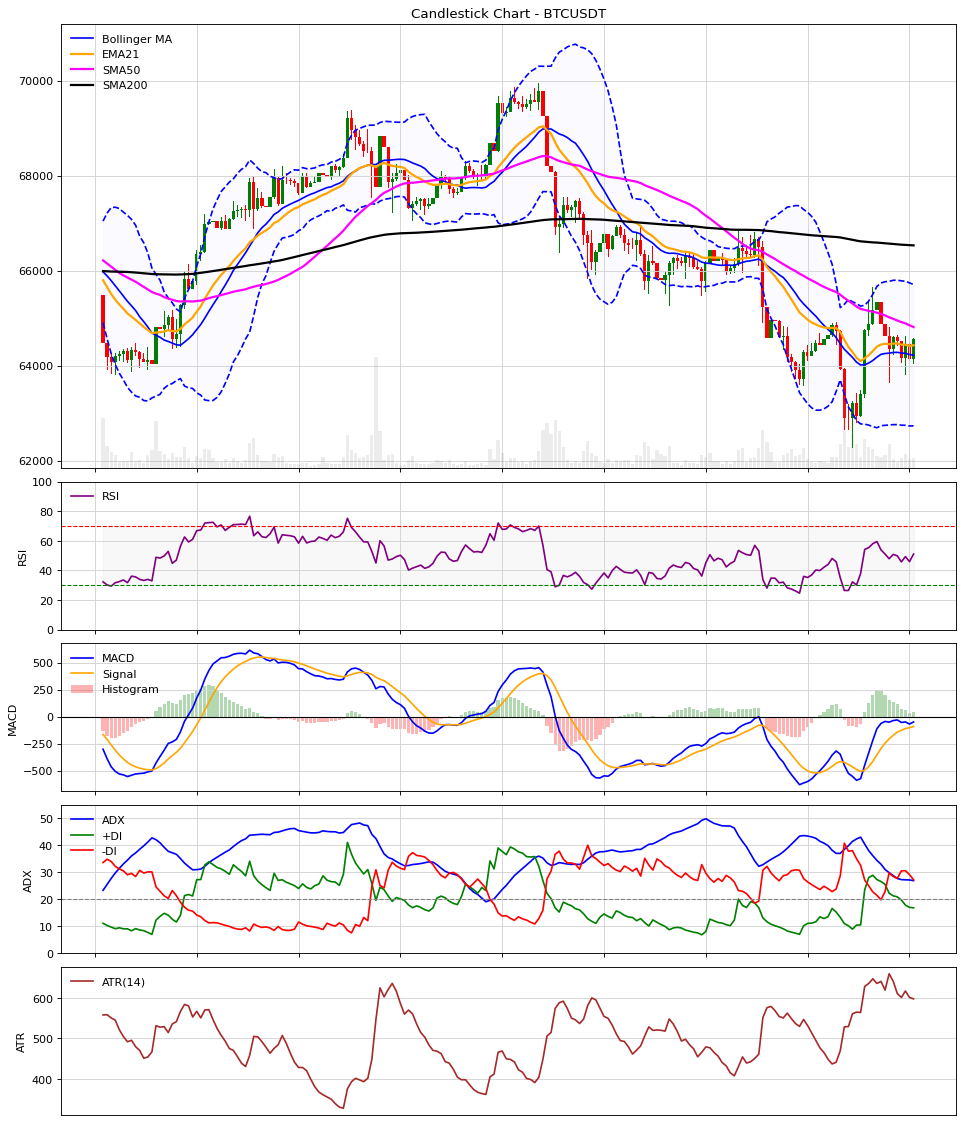 Candlestick Chart - BTCUSDT
Bollinger MA
EMA21
SMA50
SMA200
70000
68000
66000
64000
62000
RSI
100
80
60
40
20
0
RSI
MACD
Signal
Histogram
500
250
0
−250
−500
MACD
ADX
+DI
-DI
50
40
30
20
10
0
ADX
ATR(14)
600
500
400
ATR